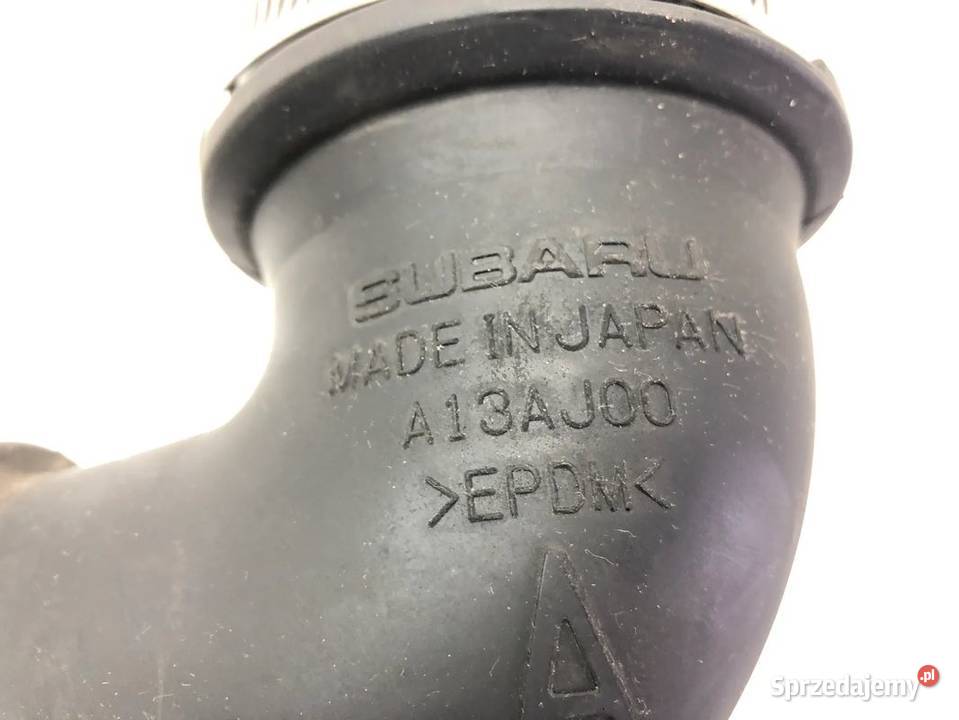 SUBARU
MADE IN JAPAN
A13AJ00
>EPDM<
Sprzedajemy.pl